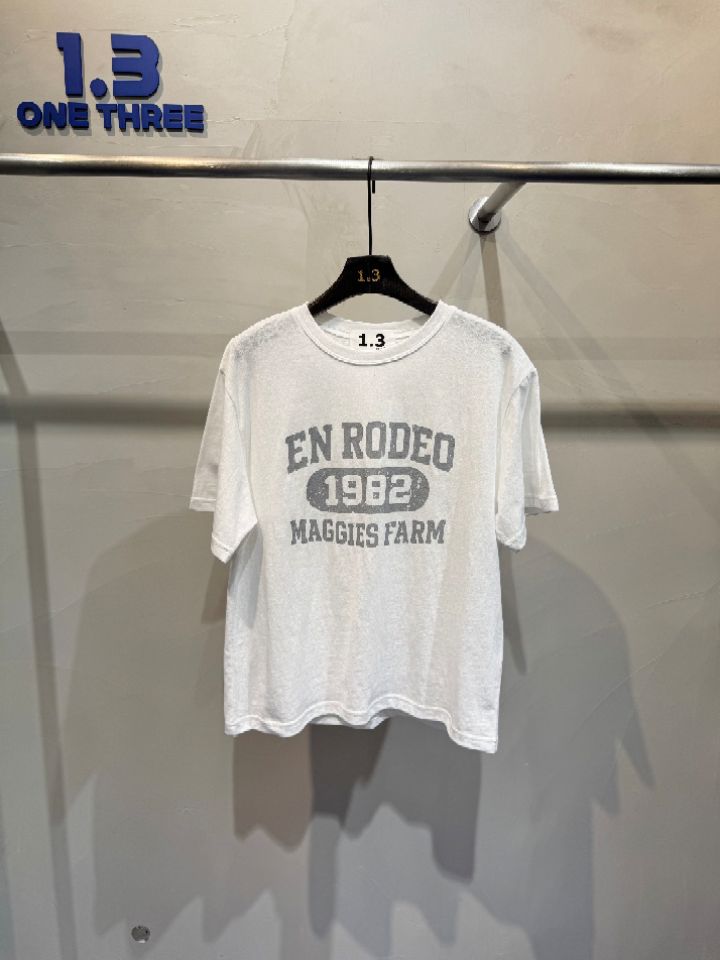 1.3
ONE THREE
1.3
1.3
EN RODEO
1982
MAGGIES FARM